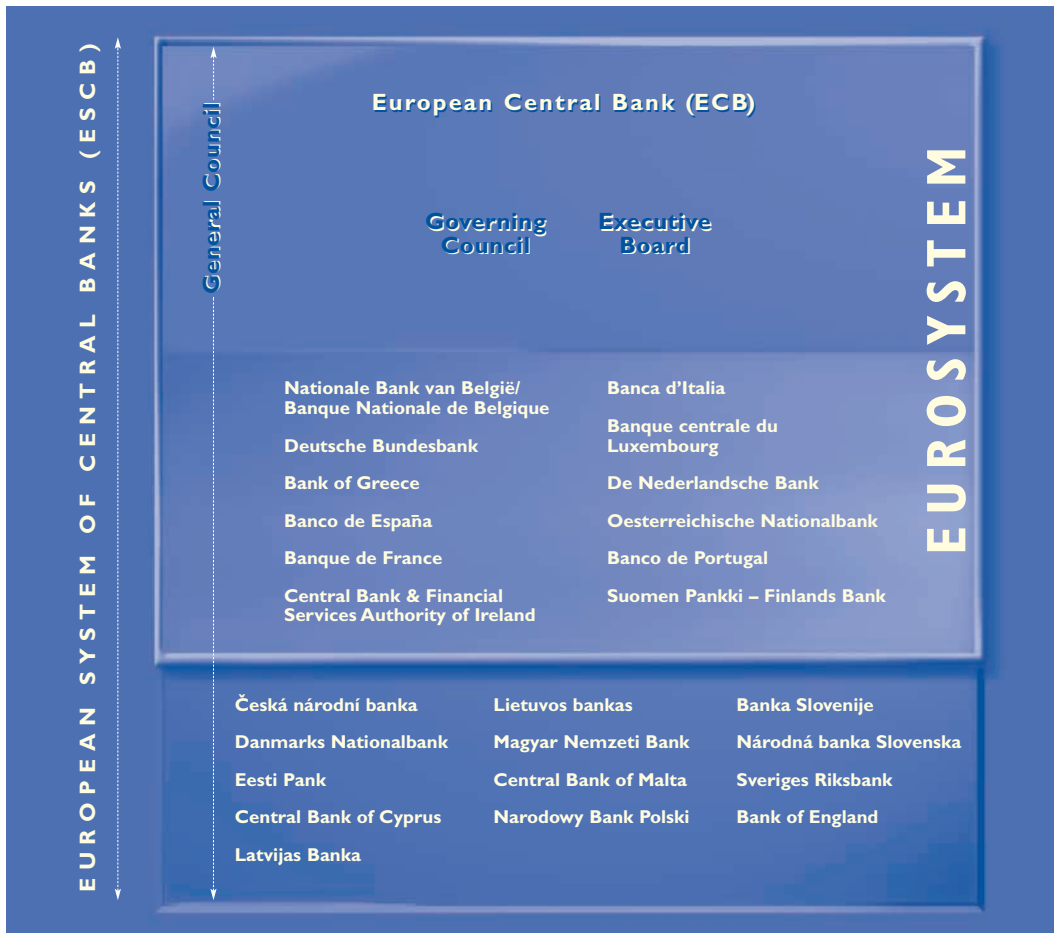 EUROPEAN SYSTEM OF CENTRAL BANKS (ESCB)
General Council
European Central Bank (ECB)
Governing
Council
Executive
Board
EUROSYSTEM
Nationale Bank van België/
Banque Nationale de Belgique
Deutsche Bundesbank
Bank of Greece
Banco de España
Banque de France
Central Bank & Financial
Services Authority of Ireland
Banca d’Italia
Banque centrale du
Luxembourg
De Nederlandsche Bank
Oesterreichische Nationalbank
Banco de Portugal
Suomen Pankki – Finlands Bank
Česká národní banka
Danmarks Nationalbank
Eesti Pank
Central Bank of Cyprus
Latvijas Banka
Lietuvos bankas
Magyar Nemzeti Bank
Central Bank of Malta
Narodowy Bank Polski
Banka Slovenije
Národná banka Slovenska
Sveriges Riksbank
Bank of England